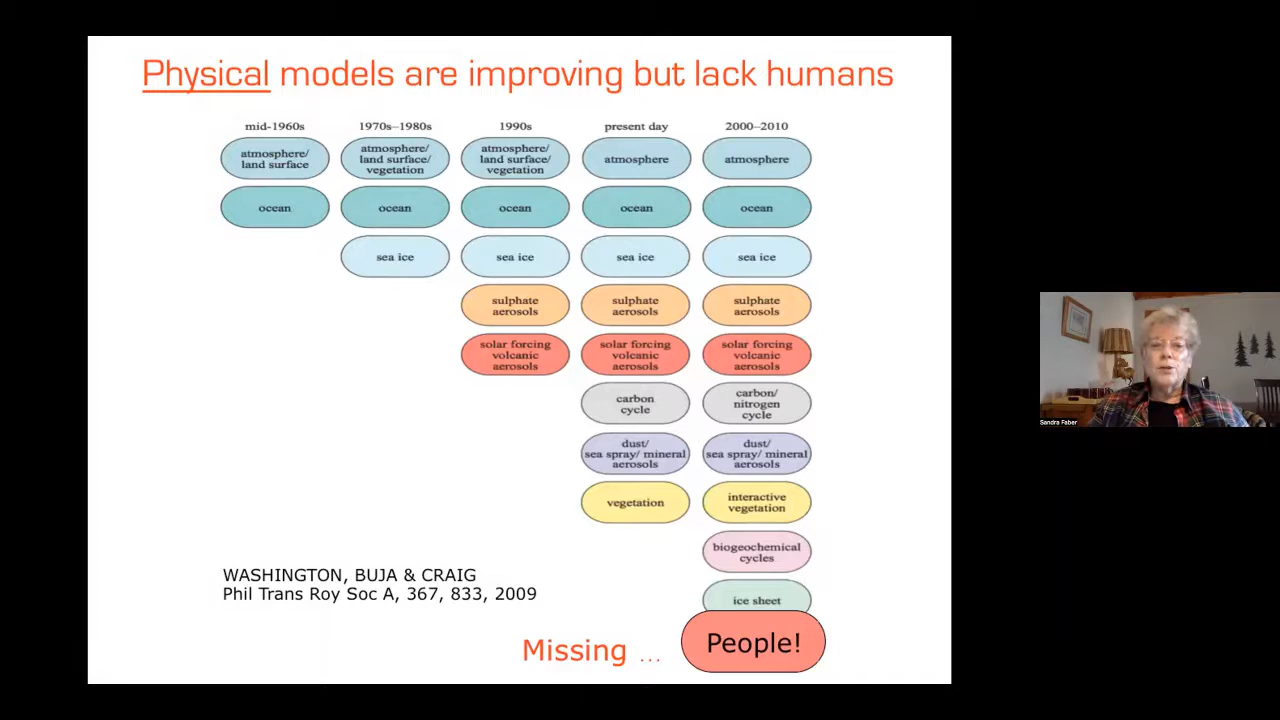 Physical models are improving but lack humans
mid-1960s
1970s–1980s
1990s
present day
2000–2010
atmosphere/
land surface
atmosphere/
land surface/
vegetation
atmosphere/
land surface/
vegetation
atmosphere
atmosphere
ocean
ocean
ocean
ocean
ocean
sea ice
sea ice
sea ice
sea ice
sulphate
aerosols
sulphate
aerosols
sulphate
aerosols
solar forcing
volcanic
aerosols
solar forcing
volcanic
aerosols
solar forcing
volcanic
aerosols
carbon
cycle
carbon/
nitrogen
cycle
dust/
sea spray/ mineral
aerosols
dust/
sea spray/ mineral
aerosols
vegetation
interactive
vegetation
biogeochemical
cycles
ice sheet
WASHINGTON, BUJA & CRAIG
Phil Trans Roy Soc A, 367, 833, 2009
Missing ...
People!
Sandra Faber